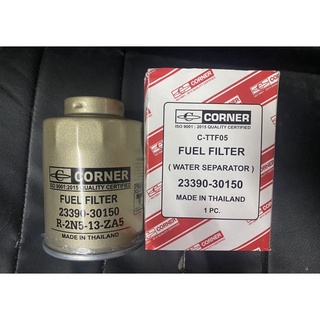 CORNER
ISO 9001 : 2015 QUALITY CERTIFIED
FUEL FILTER
23390-30150
R-2N5-13-ZA5
MADE IN THAILAND
CORNER
ISO 9001 : 2015 QUALITY CERTIFIED
C-TTF05
FUEL FILTER
( WATER SEPARATOR )
23390-30150
MADE IN THAILAND
1 PC.